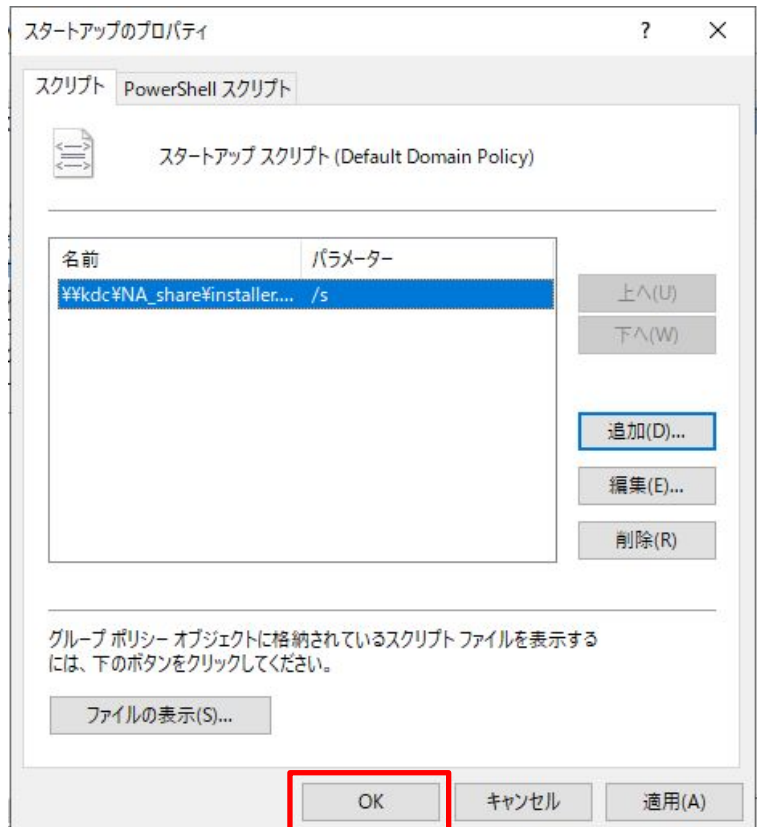 スタートアップのプロパティ
?
スクリプト
PowerShell スクリプト
スタートアップ スクリプト (Default Domain Policy)
名前 パラメーター
¥¥kdc¥NA_share¥installer.... /s
上へ(U)
下へ(W)
追加(D)...
編集(E)...
削除(R)
グループ ポリシー オブジェクトに格納されているスクリプト ファイルを表示する
には、下のボタンをクリックしてください。
ファイルの表示(S)...
OK キャンセル 適用(A)